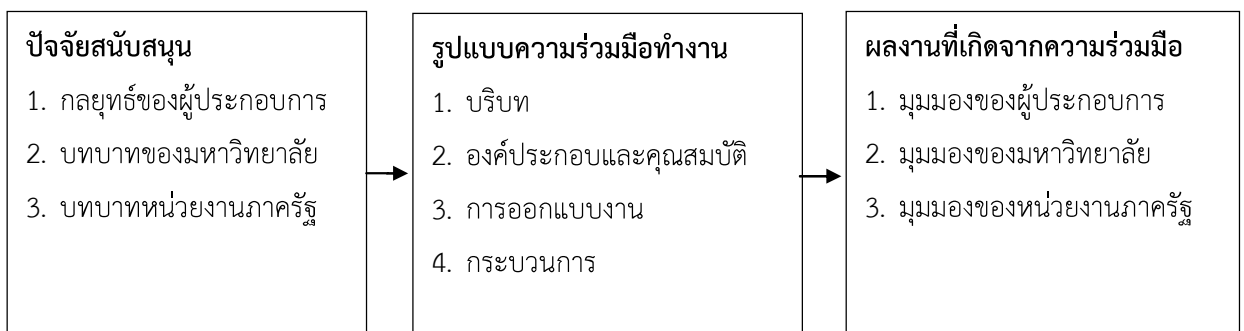 ปัจจัยสนับสนุน
1. กลยุทธ์ของผู้ประกอบการ
2. บทบาทของมหาวิทยาลัย
3. บทบาทหน่วยงานภาครัฐ
รูปแบบความร่วมมือทำงาน
1. บริบท
2. องค์ประกอบและคุณสมบัติ
3. การออกแบบงาน
4. กระบวนการ
ผลงานที่เกิดจากความร่วมมือ
1. มุมมองของผู้ประกอบการ
2. มุมมองของมหาวิทยาลัย
3. มุมมองของหน่วยงานภาครัฐ